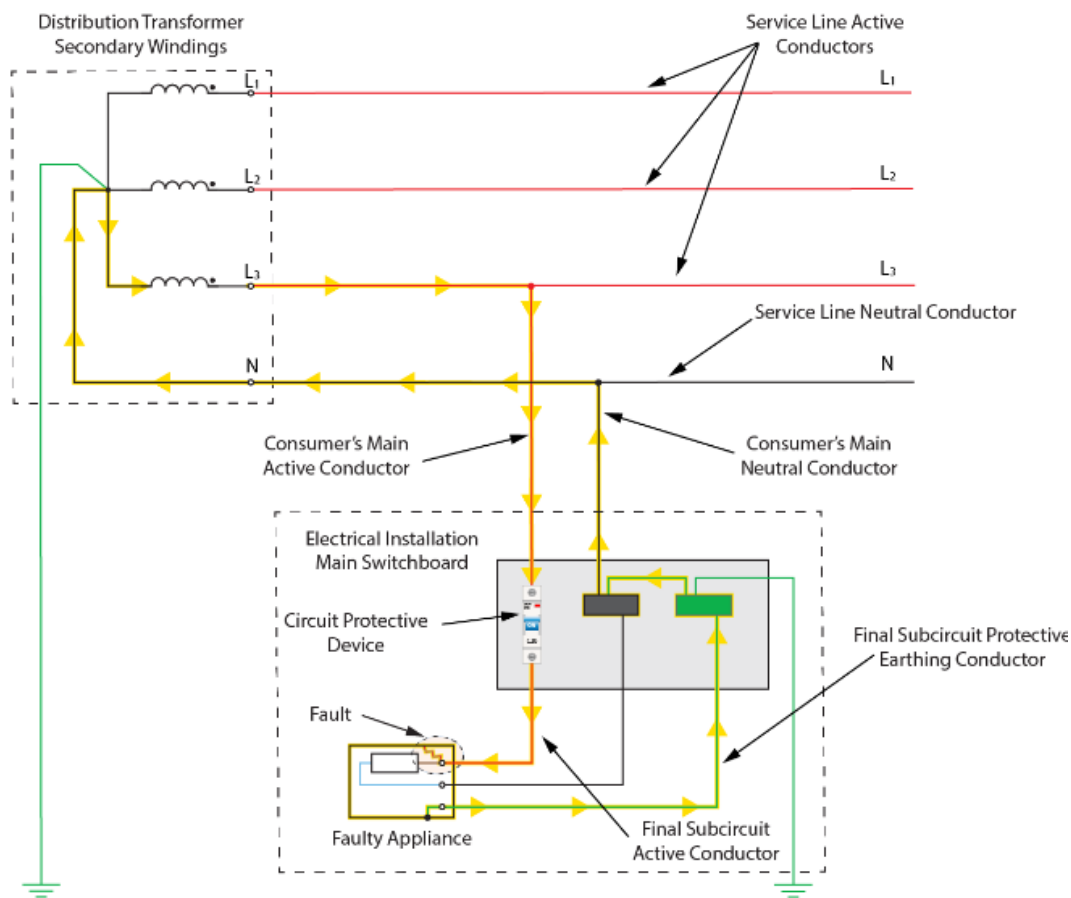 Distribution Transformer
Secondary Windings
Service Line Active
Conductors
L1
L1
L2
L2
L3
L3
Service Line Neutral Conductor
N
N
Consumer's Main
Active Conductor
Consumer's Main
Neutral Conductor
Electrical Installation
Main Switchboard
Circuit Protective
Device
Final Subcircuit Protective
Earthing Conductor
Fault
Faulty Appliance
Final Subcircuit
Active Conductor